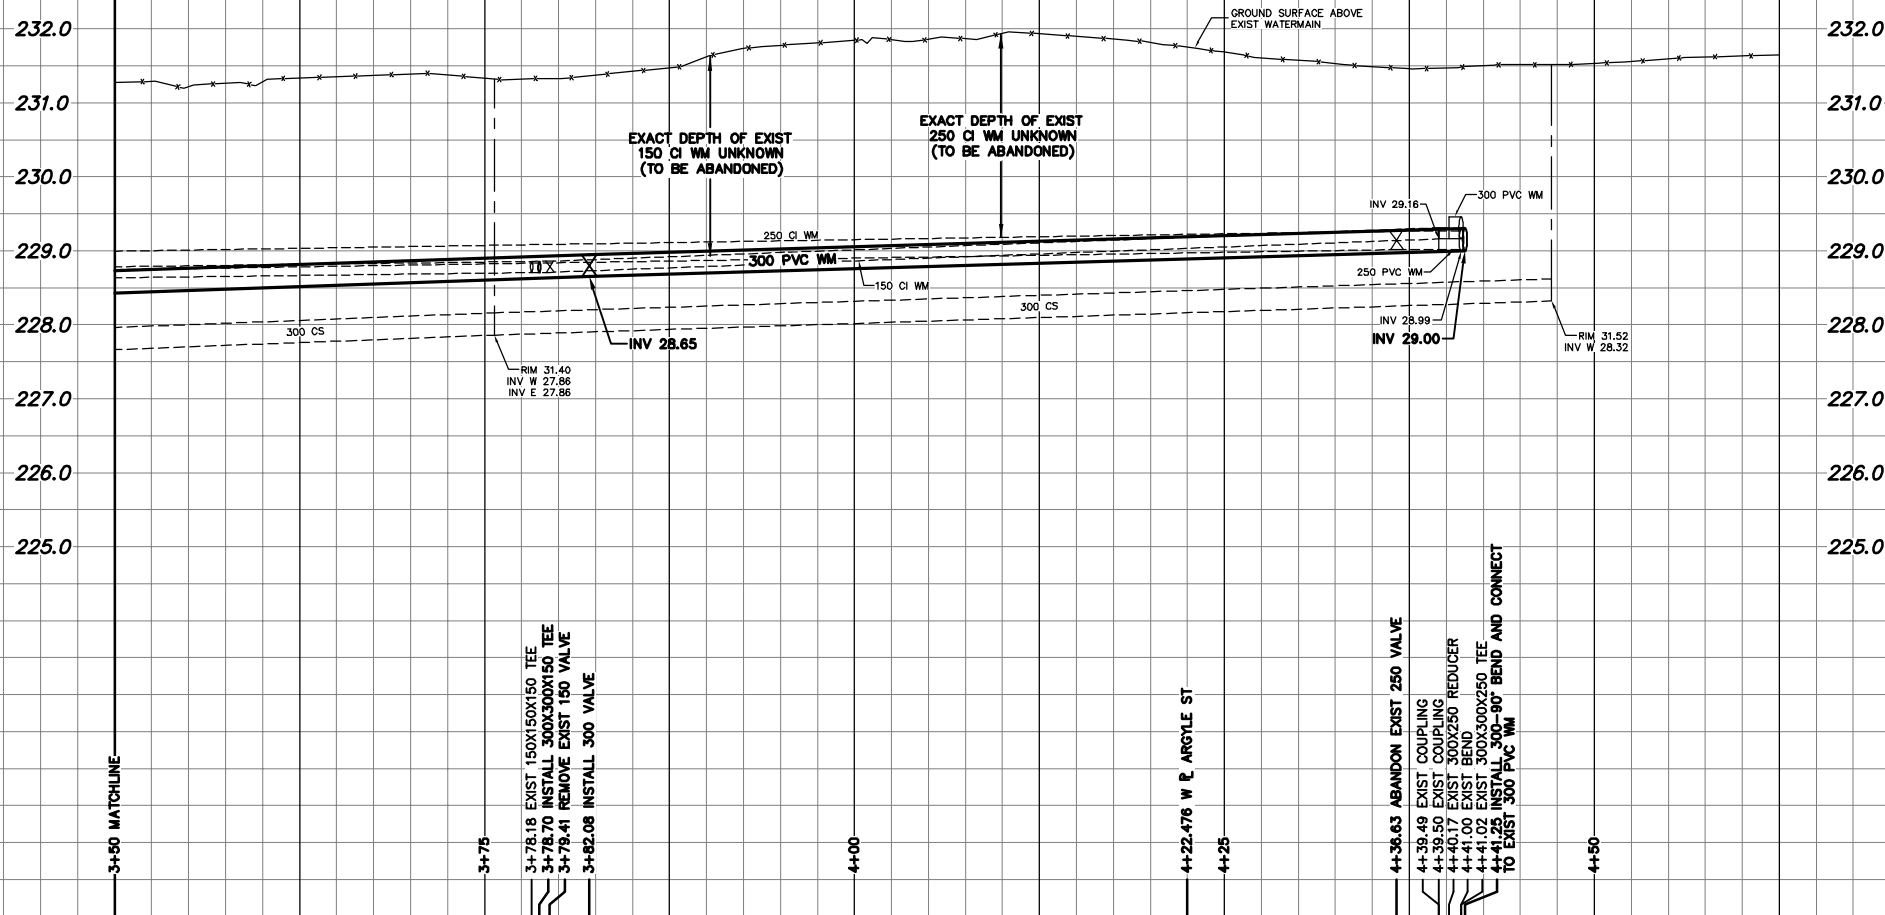 232.0
232.0
GROUND SURFACE ABOVE
EXIST WATERMAIN
231.0
231.0
EXACT DEPTH OF EXIST
150 CI WM UNKNOWN
(TO BE ABANDONED)
EXACT DEPTH OF EXIST
250 CI WM UNKNOWN
(TO BE ABANDONED)
230.0
230.0
INV 29.16
300 PVC WM
229.0
229.0
250 CI WM
300 PVC WM
150 CI WM
250 PVC WM
300 CS
300 CS
INV 28.99
INV 29.00
228.0
228.0
INV 28.65
RIM 31.52
INV W 28.32
RIM 31.40
INV W 27.86
INV E 27.86
227.0
227.0
226.0
226.0
225.0
225.0
3+50 MATCHLINE
3+75
3+78.18 EXIST 150X150X150 TEE
3+78.70 INSTALL 300X300X150 TEE
3+79.41 REMOVE EXIST 150 VALVE
3+82.08 INSTALL 300 VALVE
4+00
4+22.476 W PL ARGYLE ST
4+25
4+36.63 ABANDON EXIST 250 VALVE
4+39.49 EXIST COUPLING
4+39.50 EXIST COUPLING
4+40.17 EXIST 300X250 REDUCER
4+41.00 EXIST BEND
4+41.02 EXIST 300X300X250 TEE
4+41.25 INSTALL 300-90° BEND AND CONNECT
TO EXIST 300 PVC WM
4+50